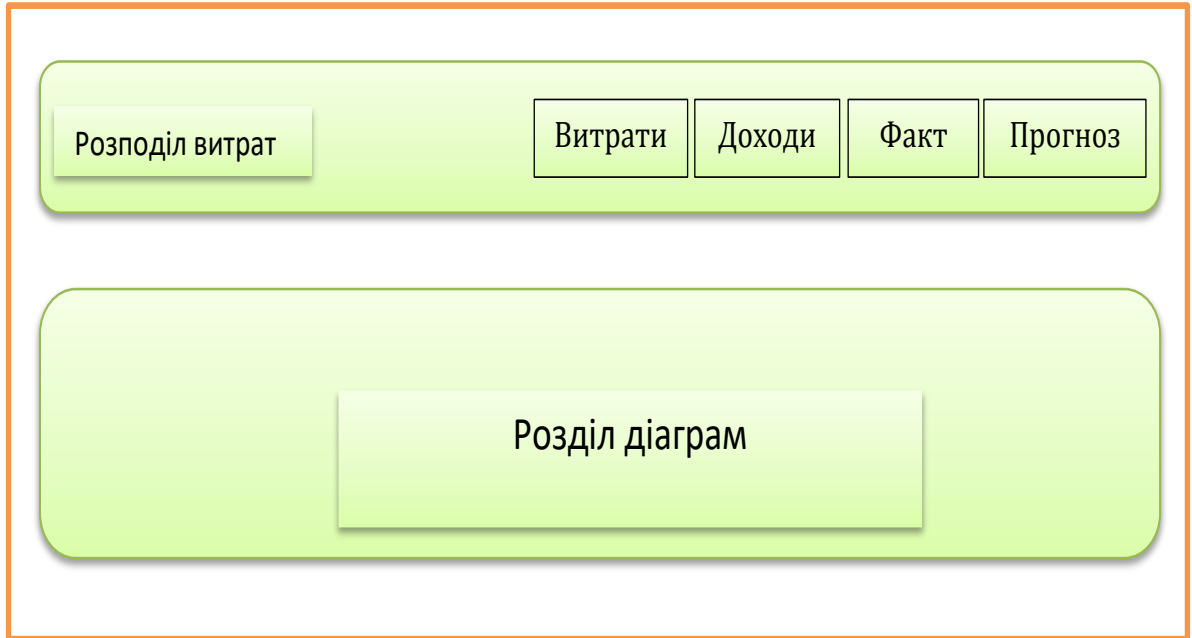 Розподіл витрат
Витрати
Доходи
Факт
Прогноз
Розділ діаграм